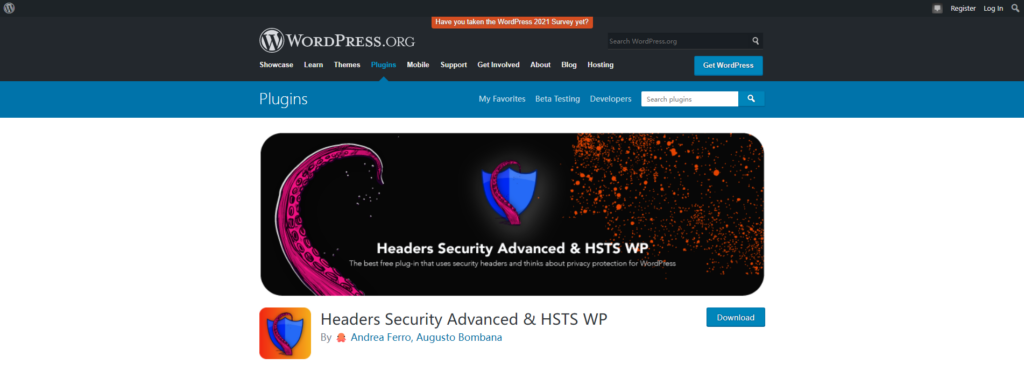 Register Log In
Have you taken the WordPress 2021 Survey yet?
WORDPRESS.ORG
Search WordPress.org
Showcase Learn Themes Plugins Mobile Support Get Involved About Blog Hosting
Get WordPress
Plugins
My Favorites Beta Testing Developers Search plugins
Headers Security Advanced & HSTS WP
The best free plug-in that uses security headers and thinks about privacy protection for WordPress
Headers Security Advanced & HSTS WP
Download
By Andrea Ferro, Augusto Bombana